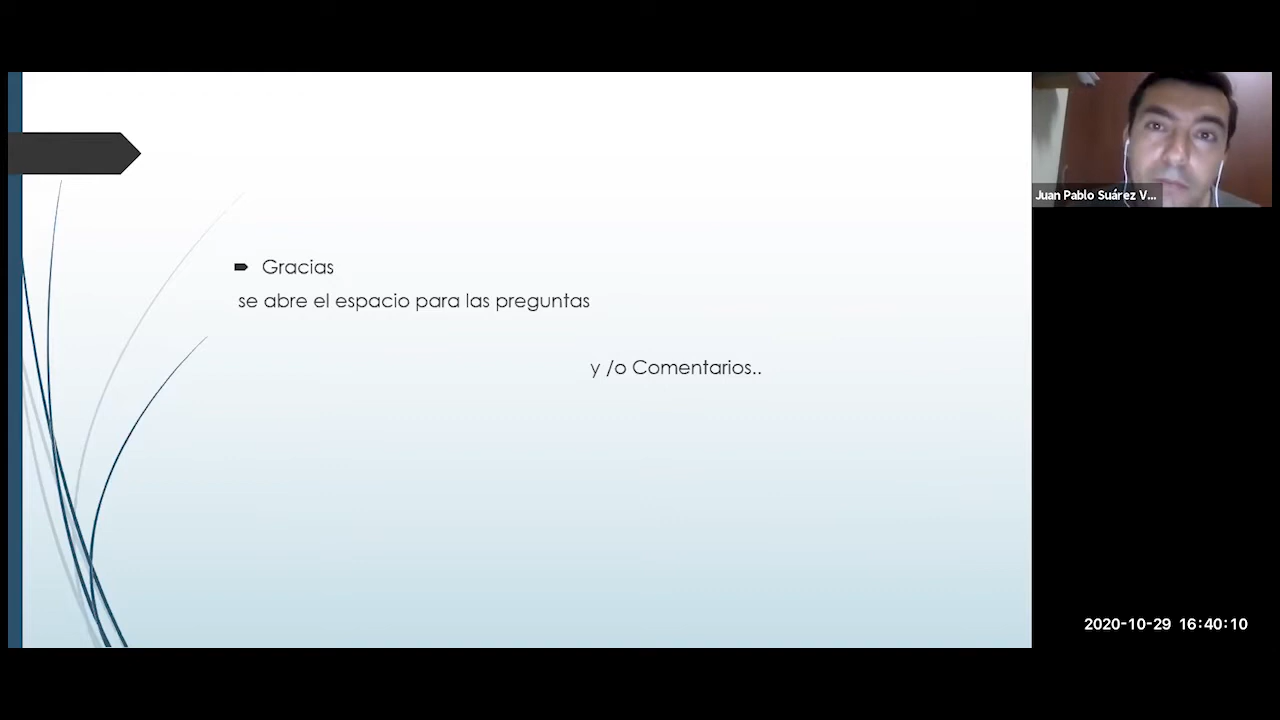 Gracias
se abre el espacio para las preguntas
y /o Comentarios..
Juan Pablo Suárez V...
2020-10-29 16:40:10